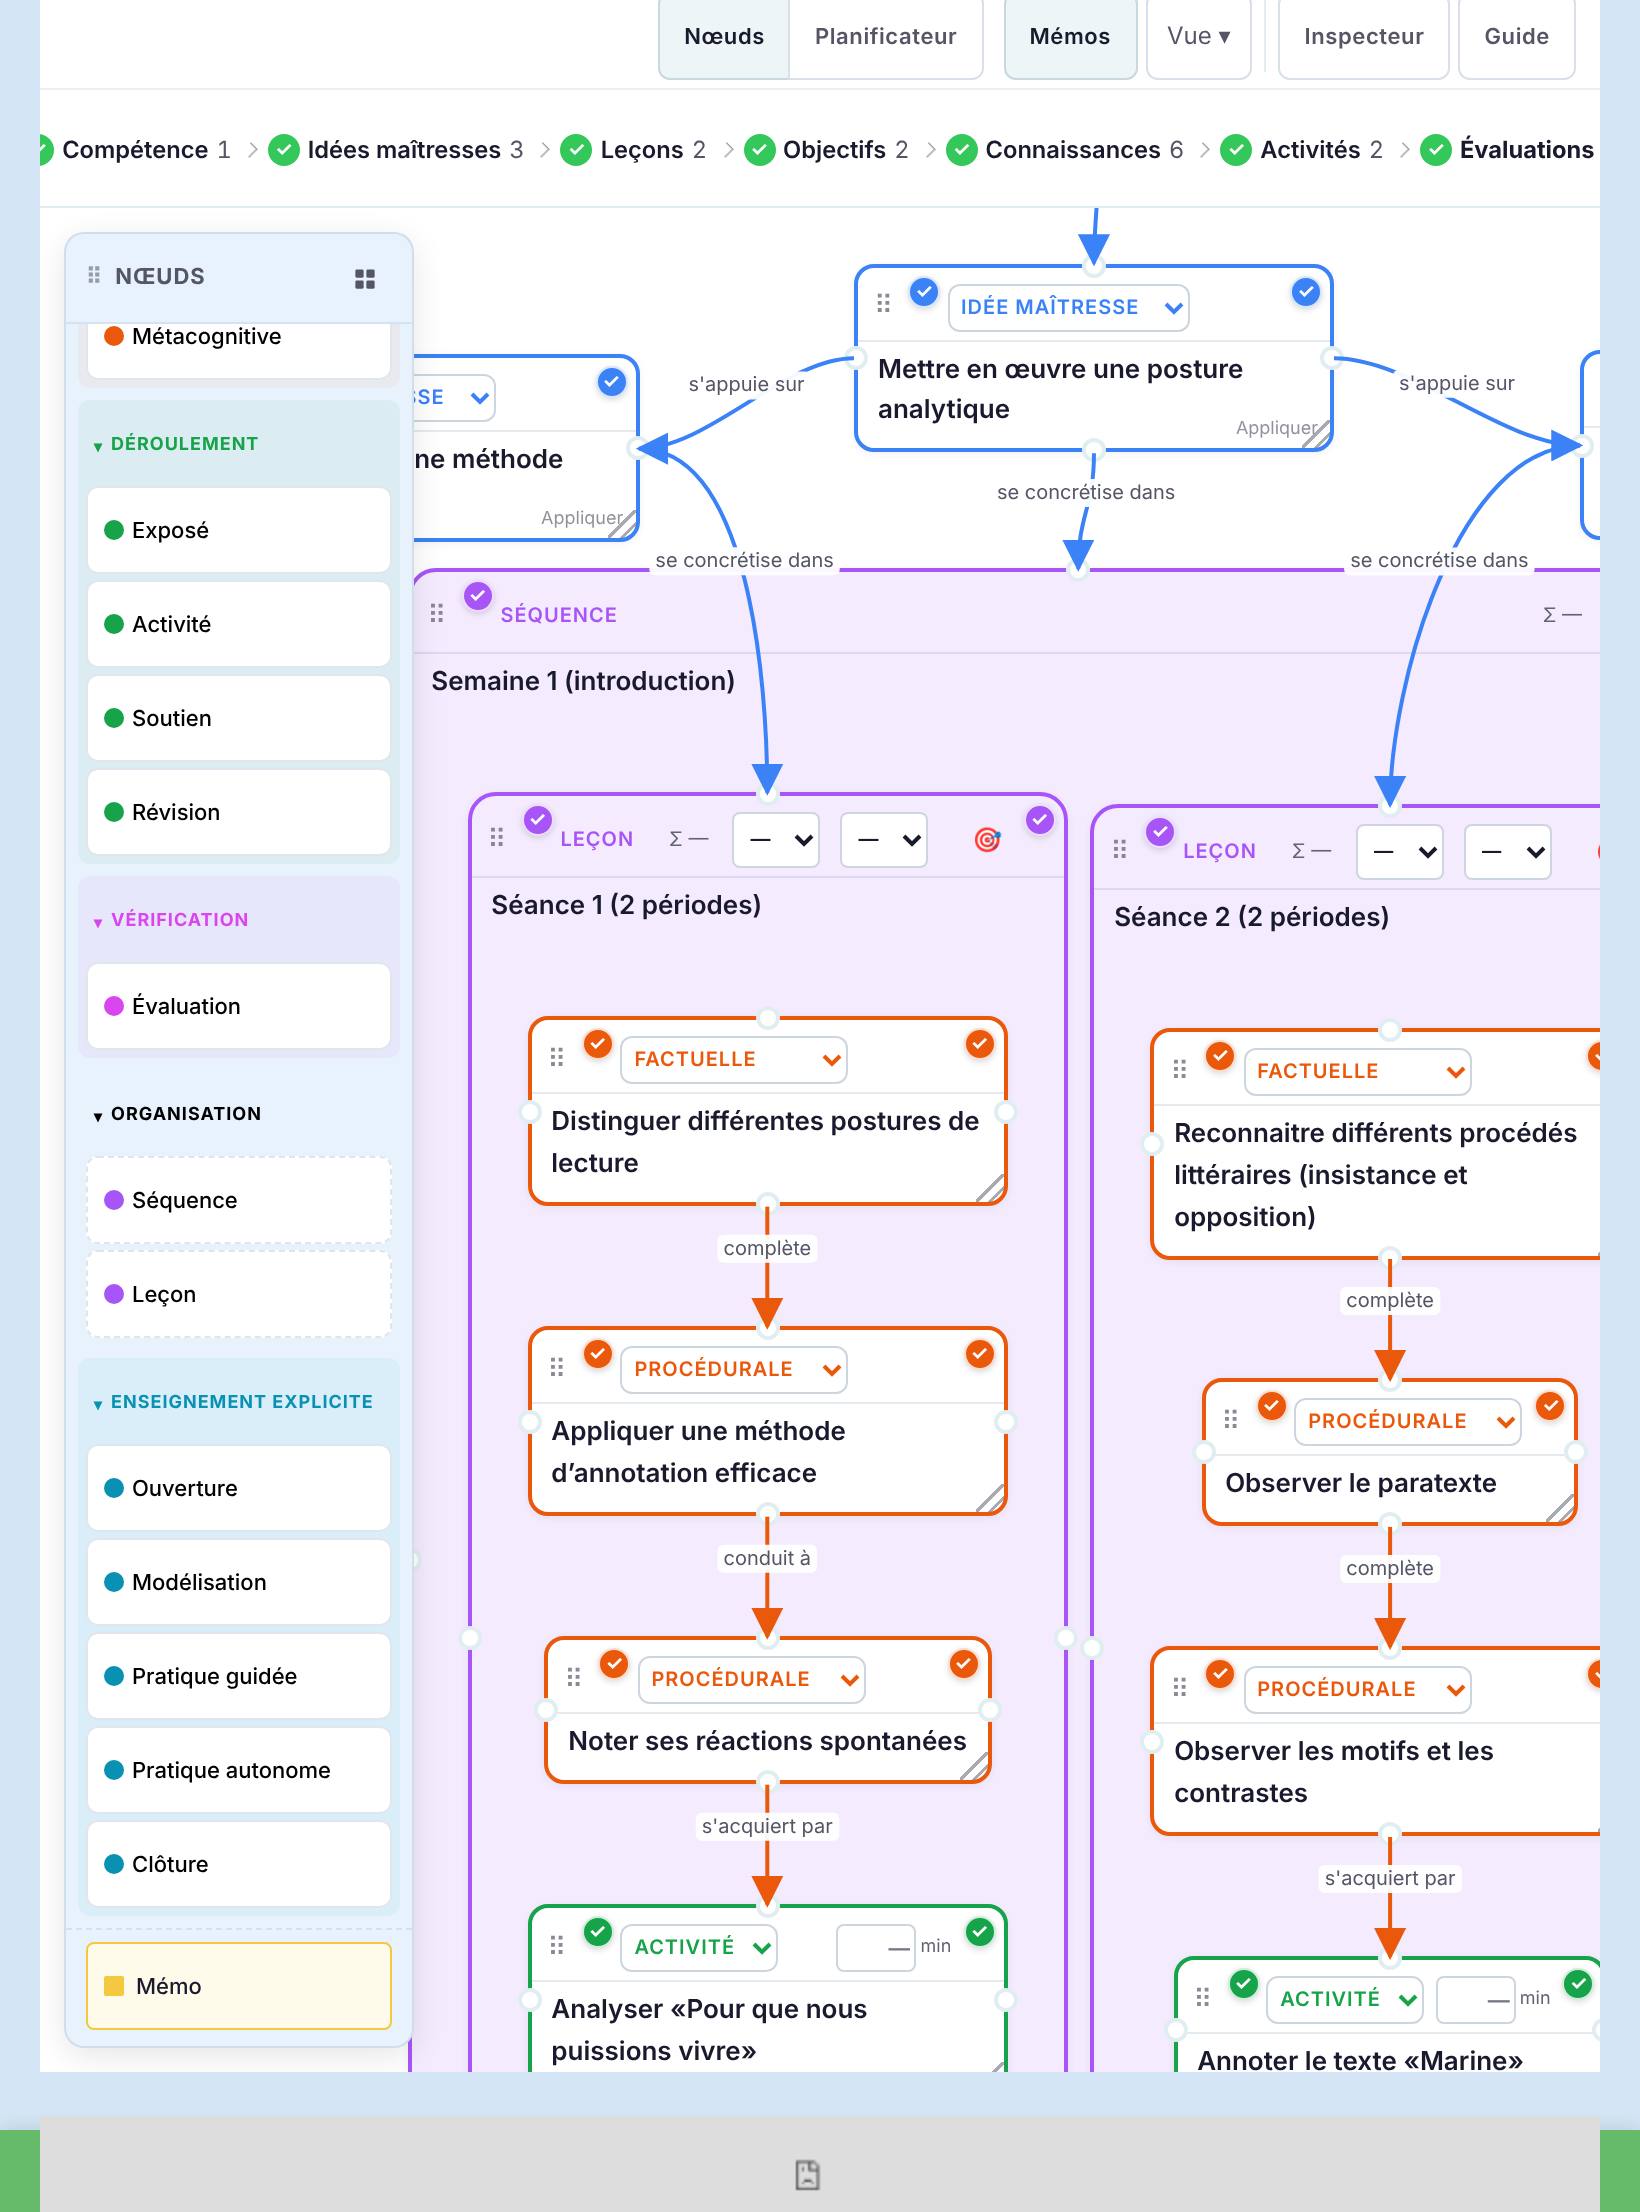 Nœuds Planificateur Mémos Vue ▾ Inspecteur Guide
Compétence 1 Idées maîtresses 3 Leçons 2 Objectifs 2 Connaissances 6 Activités 2 Évaluations
NŒUDS
Métacognitive
▾ DÉROULEMENT
Exposé
Activité
Soutien
Révision
▾ VÉRIFICATION
Évaluation
▾ ORGANISATION
Séquence
Leçon
▾ ENSEIGNEMENT EXPLICITE
Ouverture
Modélisation
Pratique guidée
Pratique autonome
Clôture
Mémo
IDÉE MAÎTRESSE
Mettre en œuvre une posture
analytique
Appliquer
s'appuie sur
s'appuie sur
SSE
ne méthode
Appliquer
se concrétise dans
se concrétise dans
se concrétise dans
SÉQUENCE Σ —
Semaine 1 (introduction)
LEÇON Σ — — —
Séance 1 (2 périodes)
FACTUELLE
Distinguer différentes postures de
lecture
complète
PROCÉDURALE
Appliquer une méthode
d’annotation efficace
conduit à
PROCÉDURALE
Noter ses réactions spontanées
s'acquiert par
ACTIVITÉ — min
Analyser «Pour que nous
puissions vivre»
LEÇON Σ — — —
Séance 2 (2 périodes)
FACTUELLE
Reconnaitre différents procédés
littéraires (insistance et
opposition)
complète
PROCÉDURALE
Observer le paratexte
complète
PROCÉDURALE
Observer les motifs et les
contrastes
s'acquiert par
ACTIVITÉ — min
Annoter le texte «Marine»